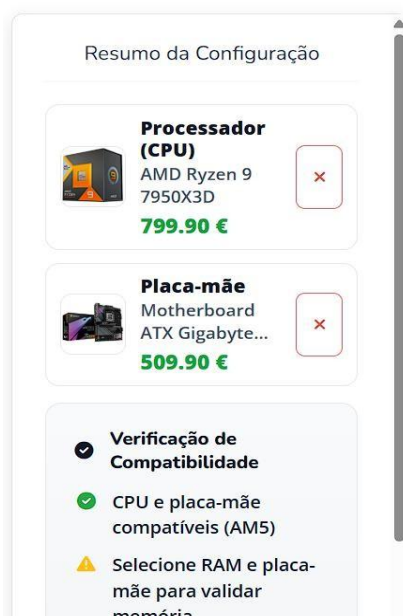 Resumo da Configuração
Processador
(CPU)
AMD Ryzen 9
7950X3D
799.90 €
×
Placa-mãe
Motherboard
ATX Gigabyte...
509.90 €
×
Verificação de
Compatibilidade
CPU e placa-mãe
compatíveis (AM5)
Selecione RAM e placa-
mãe para validar
memória